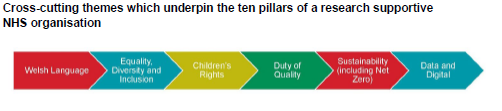 Cross-cutting themes which underpin the ten pillars of a research supportive
NHS organisation
Welsh Language
Equality,
Diversity and
Inclusion
Children's
Rights
Duty of
Quality
Sustainability
(including Net
Zero)
Data and
Digital